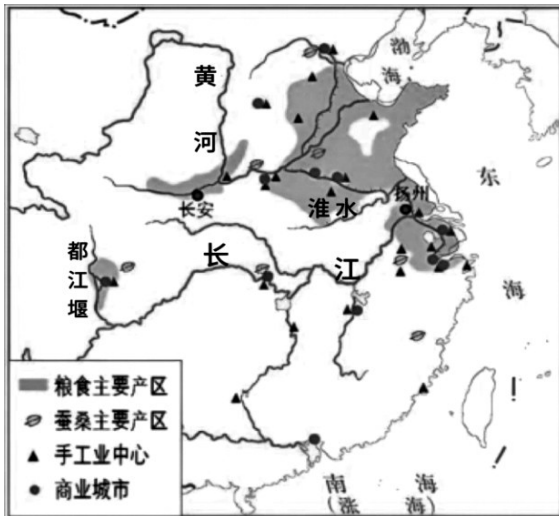 黄
河
渤
海
东
海
长安
淮水
扬州
都
江
堰
长
江
粮食主要产区
蚕桑主要产区
手工业中心
商业城市
南
海
(涨
海)